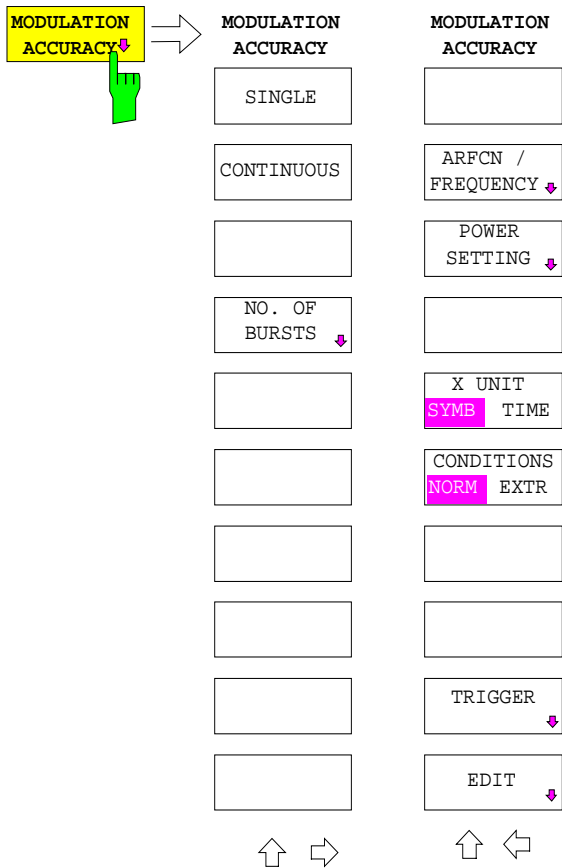 MODULATION
ACCURACY
MODULATION
ACCURACY
SINGLE
CONTINUOUS
NO. OF
BURSTS
MODULATION
ACCURACY
ARFCN /
FREQUENCY
POWER
SETTING
X UNIT
SYMB TIME
CONDITIONS
NORM EXTR
TRIGGER
EDIT